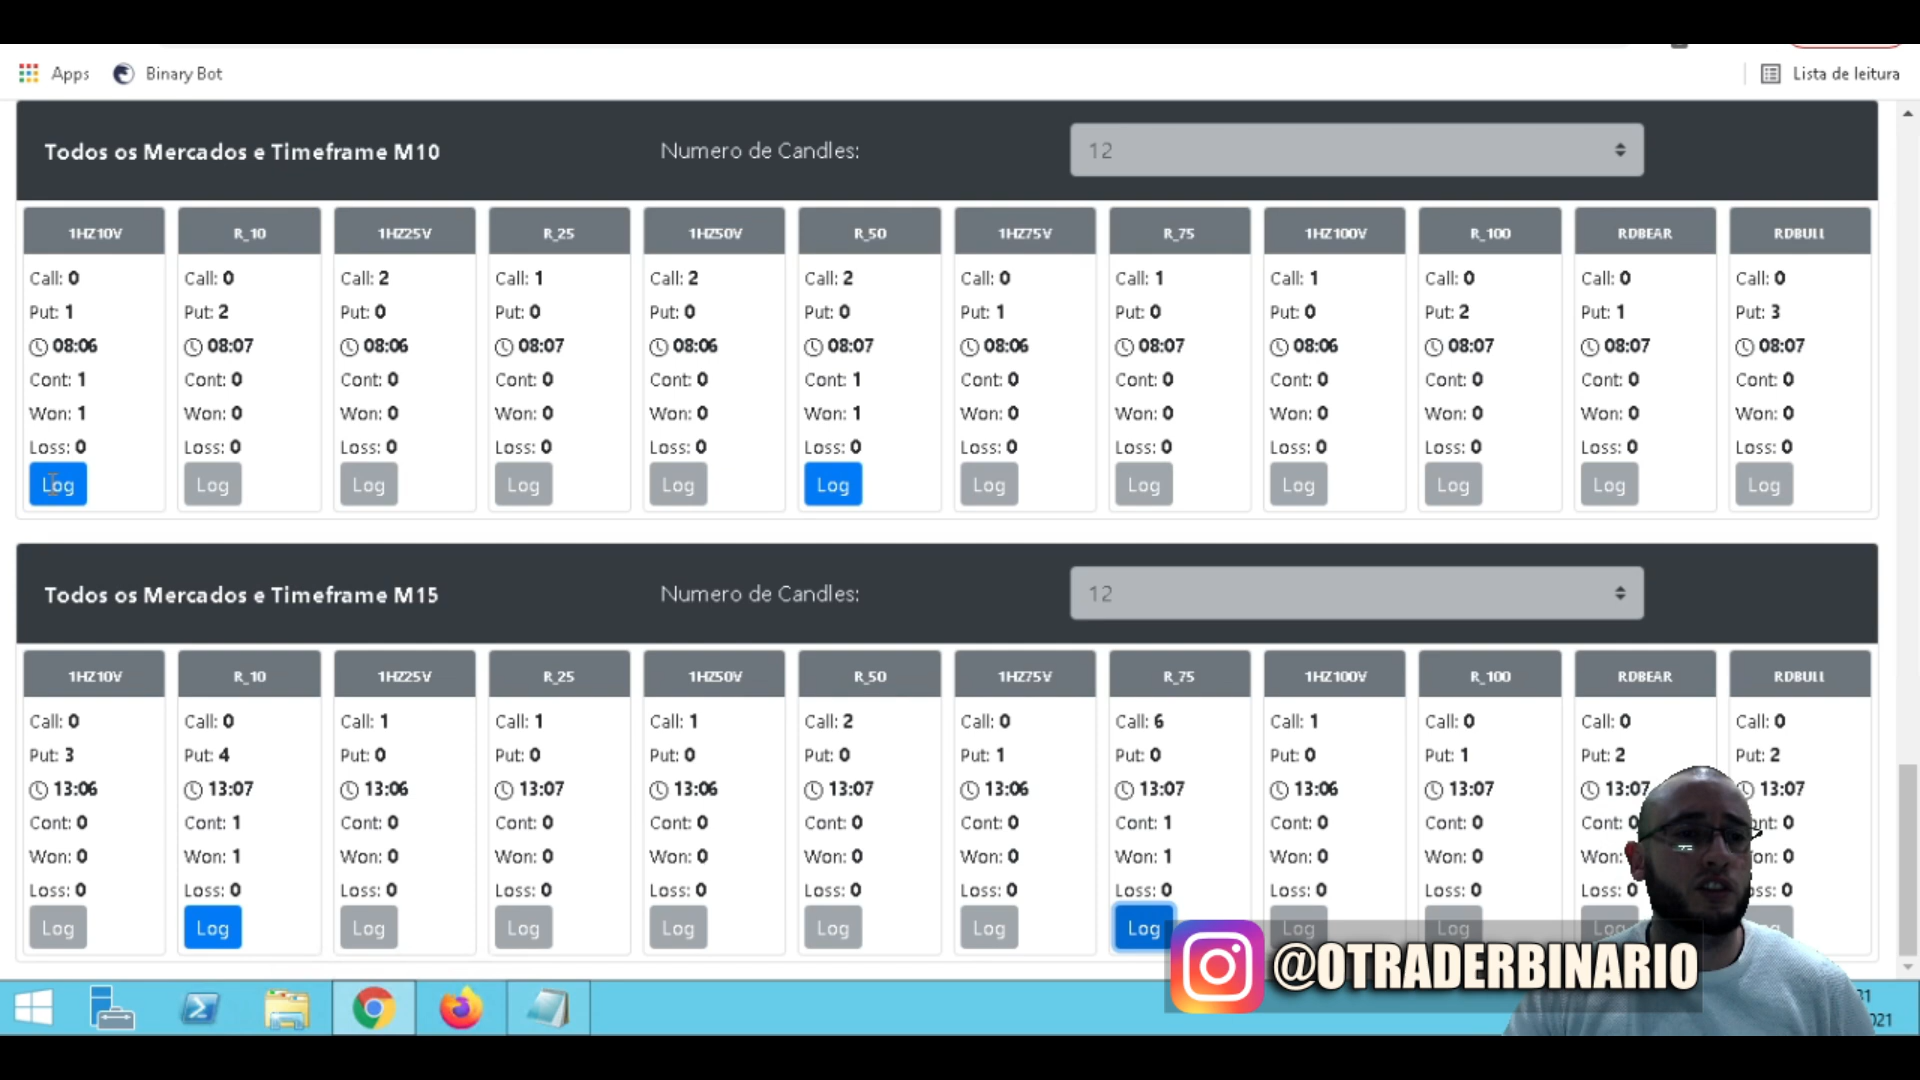 Apps Binary Bot Lista de leitura
Todos os Mercados e Timeframe M10 Numero de Candles: 12
1HZ10V R_10 1HZ25V R_25 1HZ50V R_50 1HZ75V R_75 1HZ100V R_100 RDBEAR RDBULL
Call: 0 Call: 0 Call: 2 Call: 1 Call: 2 Call: 2 Call: 0 Call: 1 Call: 1 Call: 0 Call: 0 Call: 0
Put: 1 Put: 2 Put: 0 Put: 0 Put: 0 Put: 0 Put: 1 Put: 0 Put: 0 Put: 2 Put: 1 Put: 3
08:06 08:07 08:06 08:07 08:06 08:07 08:06 08:07 08:06 08:07 08:07 08:07
Cont: 1 Cont: 0 Cont: 0 Cont: 0 Cont: 0 Cont: 1 Cont: 0 Cont: 0 Cont: 0 Cont: 0 Cont: 0 Cont: 0
Won: 1 Won: 0 Won: 0 Won: 0 Won: 0 Won: 1 Won: 0 Won: 0 Won: 0 Won: 0 Won: 0 Won: 0
Loss: 0 Loss: 0 Loss: 0 Loss: 0 Loss: 0 Loss: 0 Loss: 0 Loss: 0 Loss: 0 Loss: 0 Loss: 0 Loss: 0
Log Log Log Log Log Log Log Log Log Log Log Log
Todos os Mercados e Timeframe M15 Numero de Candles: 12
1HZ10V R_10 1HZ25V R_25 1HZ50V R_50 1HZ75V R_75 1HZ100V R_100 RDBEAR RDBULL
Call: 0 Call: 0 Call: 1 Call: 1 Call: 1 Call: 2 Call: 0 Call: 6 Call: 1 Call: 0 Call: 0 Call: 0
Put: 3 Put: 4 Put: 0 Put: 0 Put: 0 Put: 0 Put: 1 Put: 0 Put: 0 Put: 1 Put: 2 Put: 2
13:06 13:07 13:06 13:07 13:06 13:07 13:06 13:07 13:06 13:07 13:07 13:07
Cont: 0 Cont: 1 Cont: 0 Cont: 0 Cont: 0 Cont: 0 Cont: 0 Cont: 1 Cont: 0 Cont: 0 Cont: 0 nt: 0
Won: 0 Won: 1 Won: 0 Won: 0 Won: 0 Won: 0 Won: 0 Won: 1 Won: 0 Won: 0 Won: on: 0
Loss: 0 Loss: 0 Loss: 0 Loss: 0 Loss: 0 Loss: 0 Loss: 0 Loss: 0 Loss: 0 Loss: 0 Loss: 0 oss: 0
Log Log Log Log Log Log Log Log Log Log Log
@OTRADERBINARIO